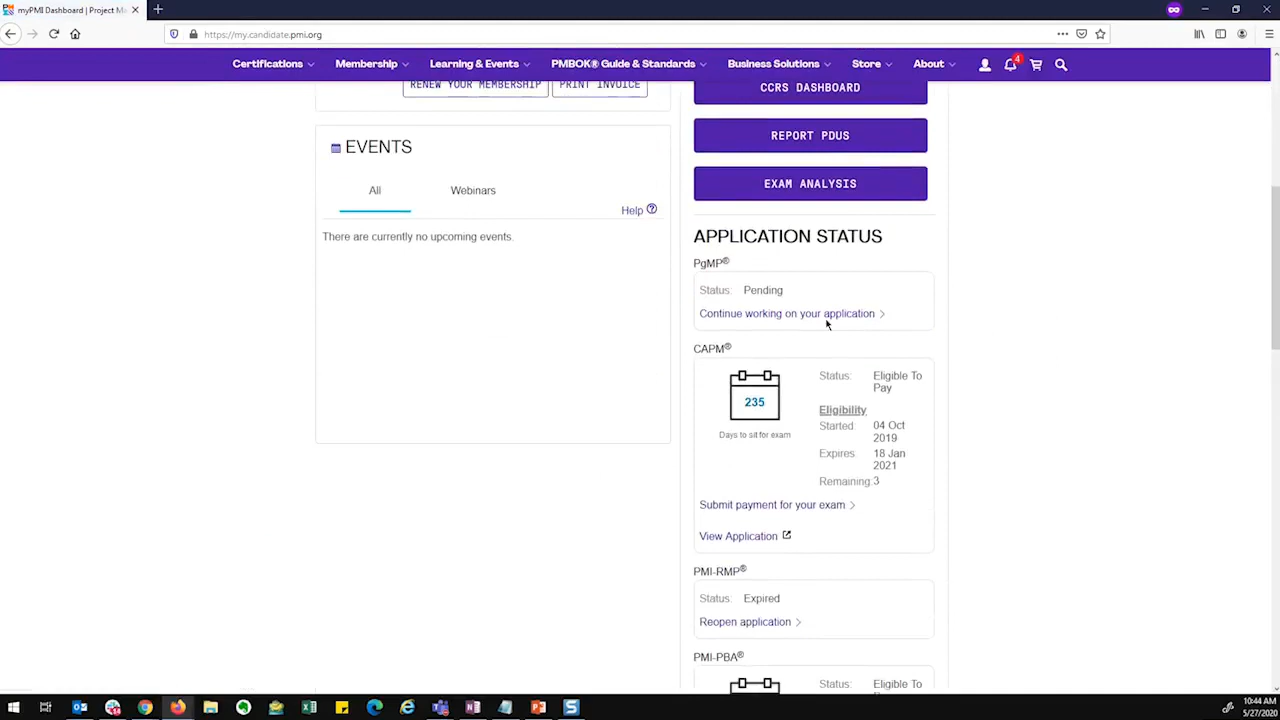 myPMI Dashboard | Project Ma
https://my.candidate.pmi.org
Certifications
Membership
Learning & Events
PMBOK® Guide & Standards
Business Solutions
Store
About
4
RENEW YOUR MEMBERSHIP
PRINT INVOICE
EVENTS
All
Webinars
Help
There are currently no upcoming events.
CCRS DASHBOARD
REPORT PDUS
EXAM ANALYSIS
APPLICATION STATUS
PgMP®
Status: Pending
Continue working on your application
CAPM®
235
Days to sit for exam
Status: Eligible To
Pay
Eligibility
Started: 04 Oct
2019
Expires: 18 Jan
2021
Remaining: 3
Submit payment for your exam
View Application
PMI-RMP®
Status: Expired
Reopen application
PMI-PBA®
Status: Eligible To
10:44 AM
5/27/2020